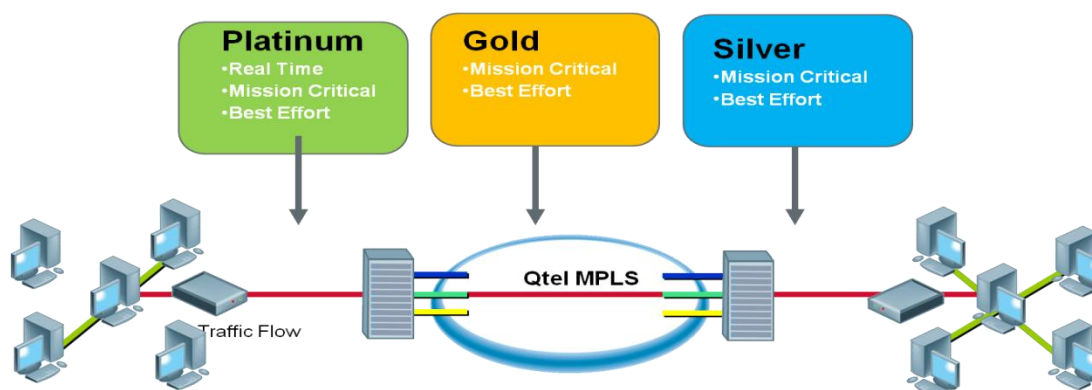 Platinum
•Real Time
•Mission Critical
•Best Effort
Gold
•Mission Critical
•Best Effort
Silver
•Mission Critical
•Best Effort
Qtel MPLS
Traffic Flow